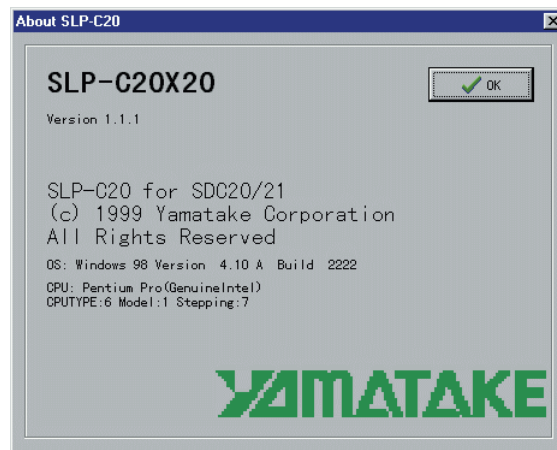 About SLP-C20
SLP-C20X20
OK
Version 1.1.1
SLP-C20 for SDC20/21
(c) 1999 Yamatake Corporation
All Rights Reserved
OS: Windows 98 Version 4.10 A Build 2222
CPU: Pentium Pro(GenuineIntel)
CPUTYPE:6 Model:1 Stepping:7
YAMATAKE